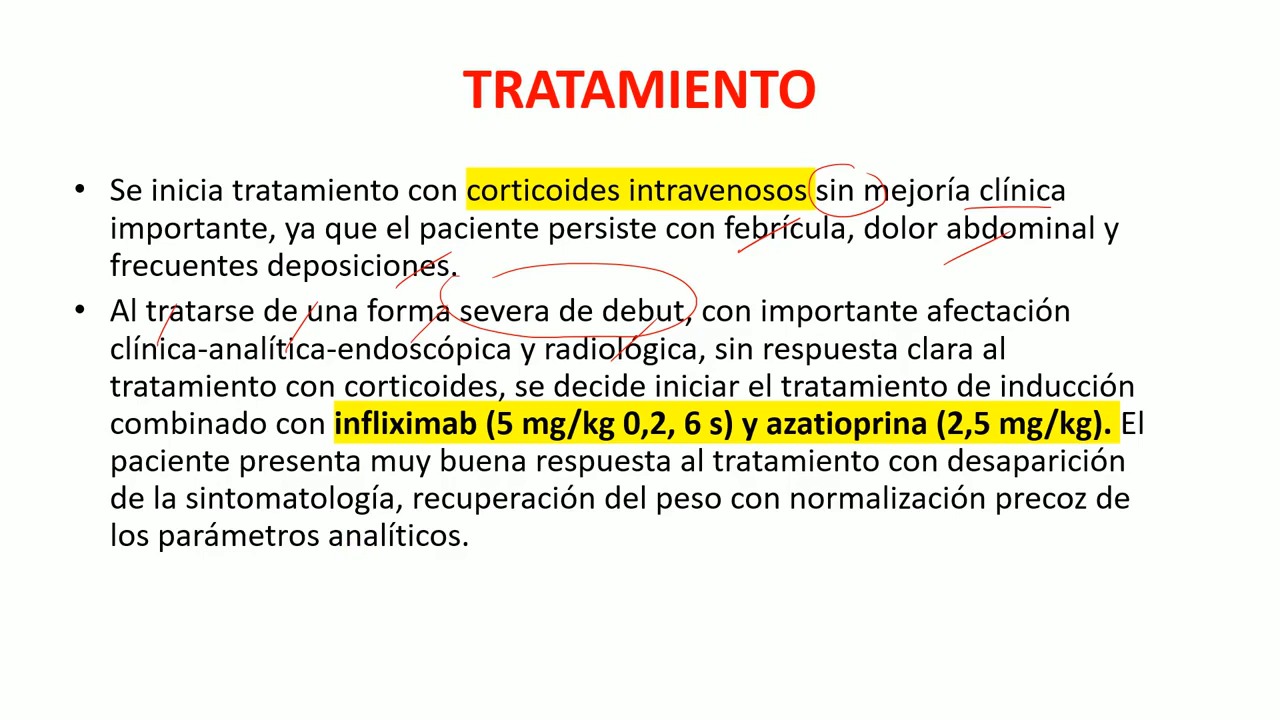 TRATAMIENTO
• Se inicia tratamiento con corticoides intravenosos sin mejoría clínica
importante, ya que el paciente persiste con febrícula, dolor abdominal y
frecuentes deposiciones.
• Al tratarse de una forma severa de debut, con importante afectación
clínica-analítica-endoscópica y radiológica, sin respuesta clara al
tratamiento con corticoides, se decide iniciar el tratamiento de inducción
combinado con infliximab (5 mg/kg 0,2, 6 s) y azatioprina (2,5 mg/kg). El
paciente presenta muy buena respuesta al tratamiento con desaparición
de la sintomatología, recuperación del peso con normalización precoz de
los parámetros analíticos.